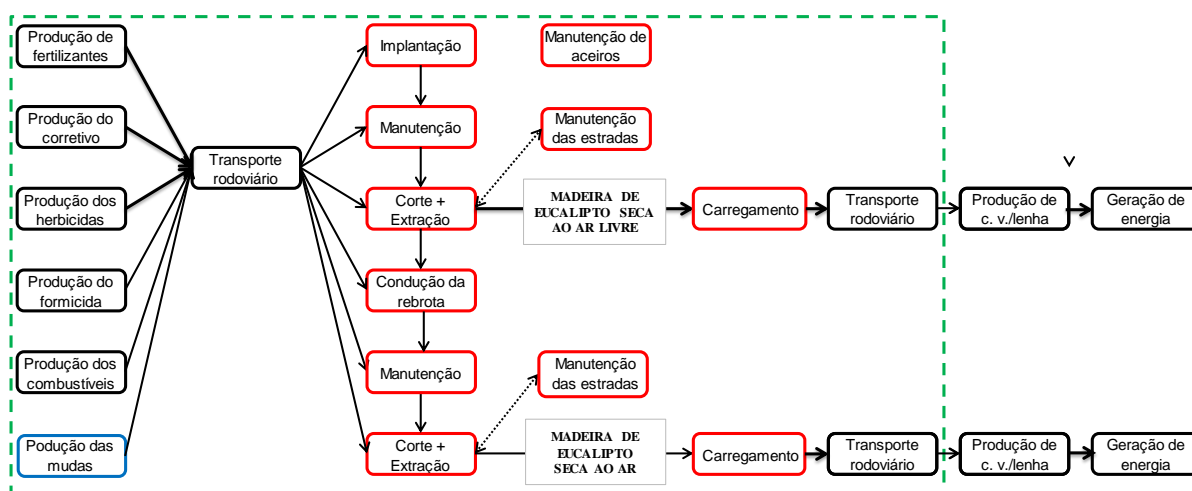 Produção de
fertilizantes
Implantação
Manutenção de
aceiros
Produção do
corretivo
Manutenção
Manutenção
das estradas
Transporte
rodoviário
Produção dos
herbicidas
Corte +
Extração
MADEIRA DE
EUCALIPTO SECA
AO AR LIVRE
Carregamento
Transporte
rodoviário
Produção de
c. v./lenha
Geração de
energia
Produção do
formicida
Condução da
rebrota
Produção dos
combustíveis
Manutenção
Manutenção
das estradas
Podução das
mudas
Corte +
Extração
MADEIRA DE
EUCALIPTO
SECA AO AR
Carregamento
Transporte
rodoviário
Produção de
c. v./lenha
Geração de
energia